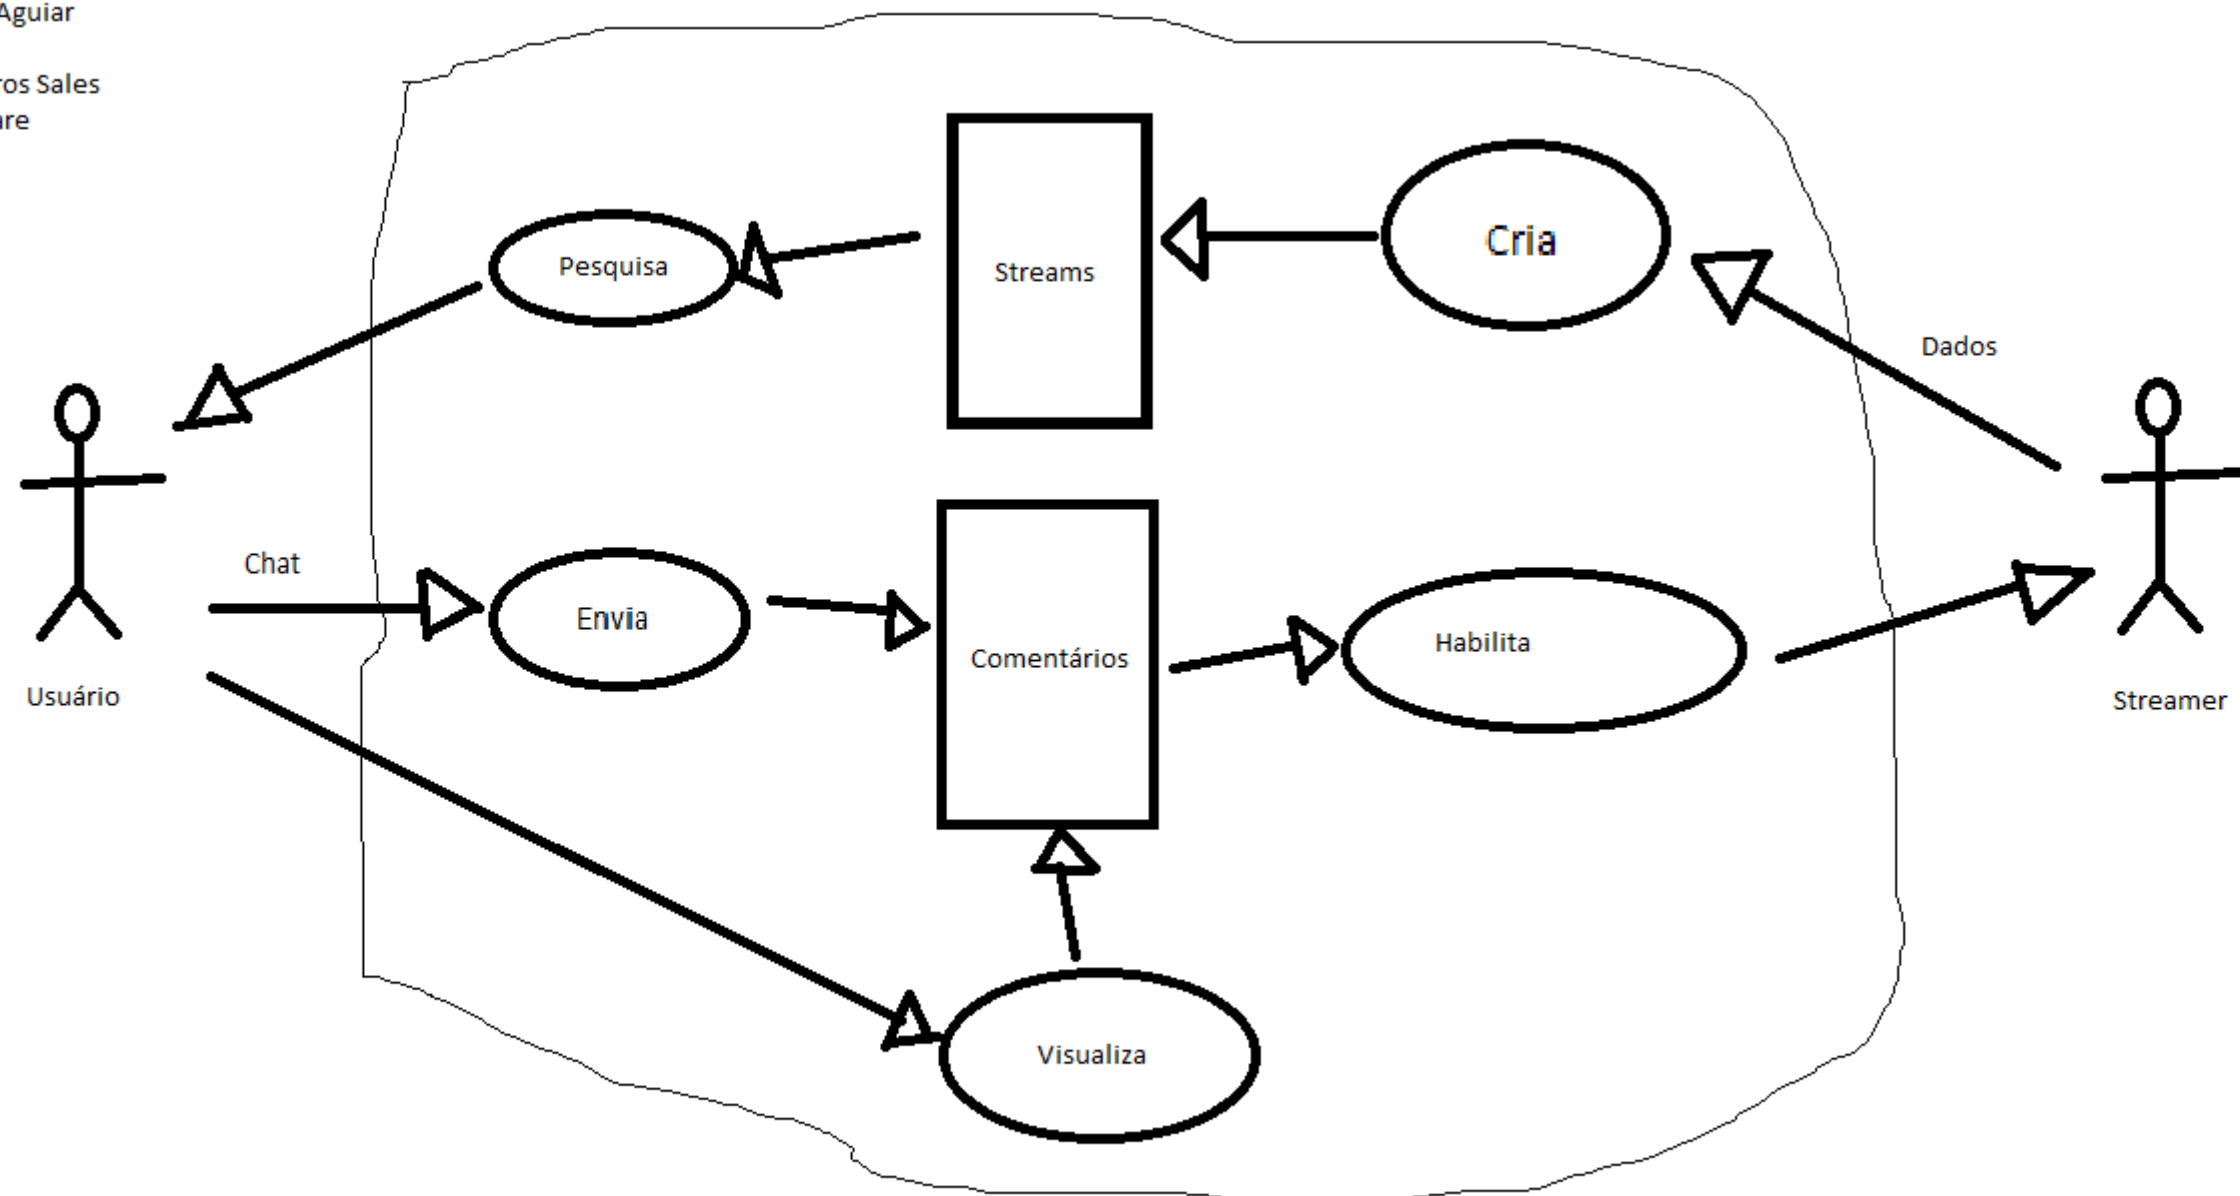 Aguiar
ros Sales
are
Cria
Pesquisa
Streams
Dados
Chat
Envia
Habilita
Comentários
Usuário
Streamer
Visualiza